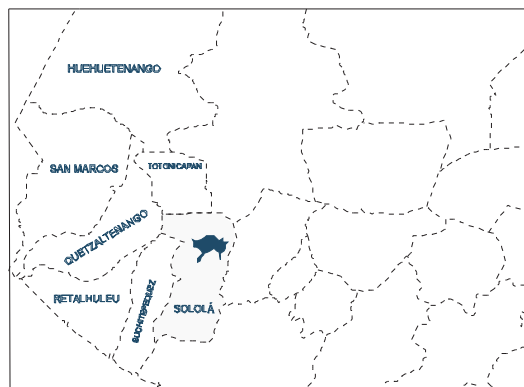 HUEHUETENANGO
SAN MARCOS
TOTONICAPAN
QUETZALTENANGO
RETALHULEU
SUCHITEPEQUEZ
SOLOLÁ